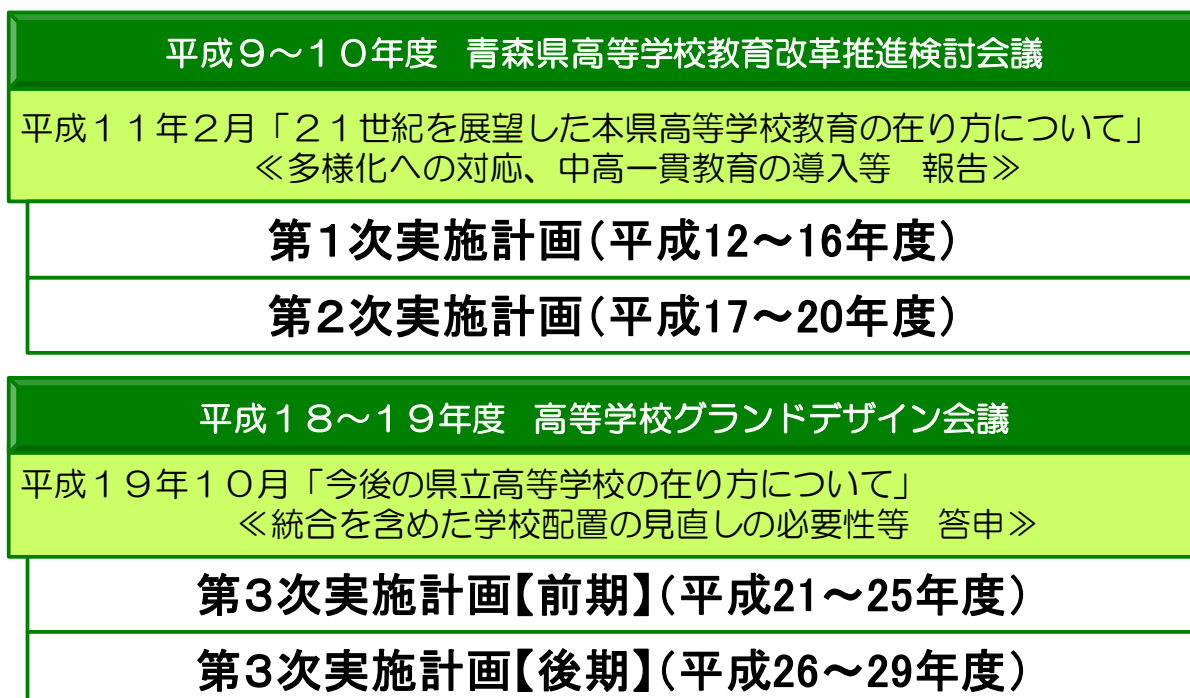 平成９～１０年度　青森県高等学校教育改革推進検討会議
平成１１年２月「２１世紀を展望した本県高等学校教育の在り方について」
≪多様化への対応、中高一貫教育の導入等　報告≫
第１次実施計画（平成12～16年度）
第２次実施計画（平成17～20年度）
平成１８～１９年度　高等学校グランドデザイン会議
平成１９年１０月「今後の県立高等学校の在り方について」
≪統合を含めた学校配置の見直しの必要性等　答申≫
第３次実施計画【前期】（平成21～25年度）
第３次実施計画【後期】（平成26～29年度）